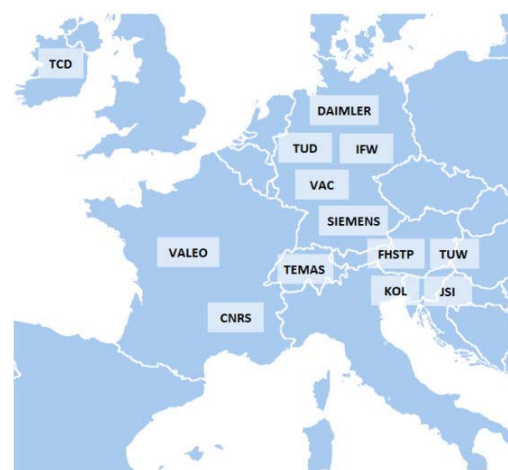 TCD
DAIMLER
TUD
IFW
VAC
SIEMENS
VALEO
FHSTP
TUW
TEMAS
KOL
JSI
CNRS